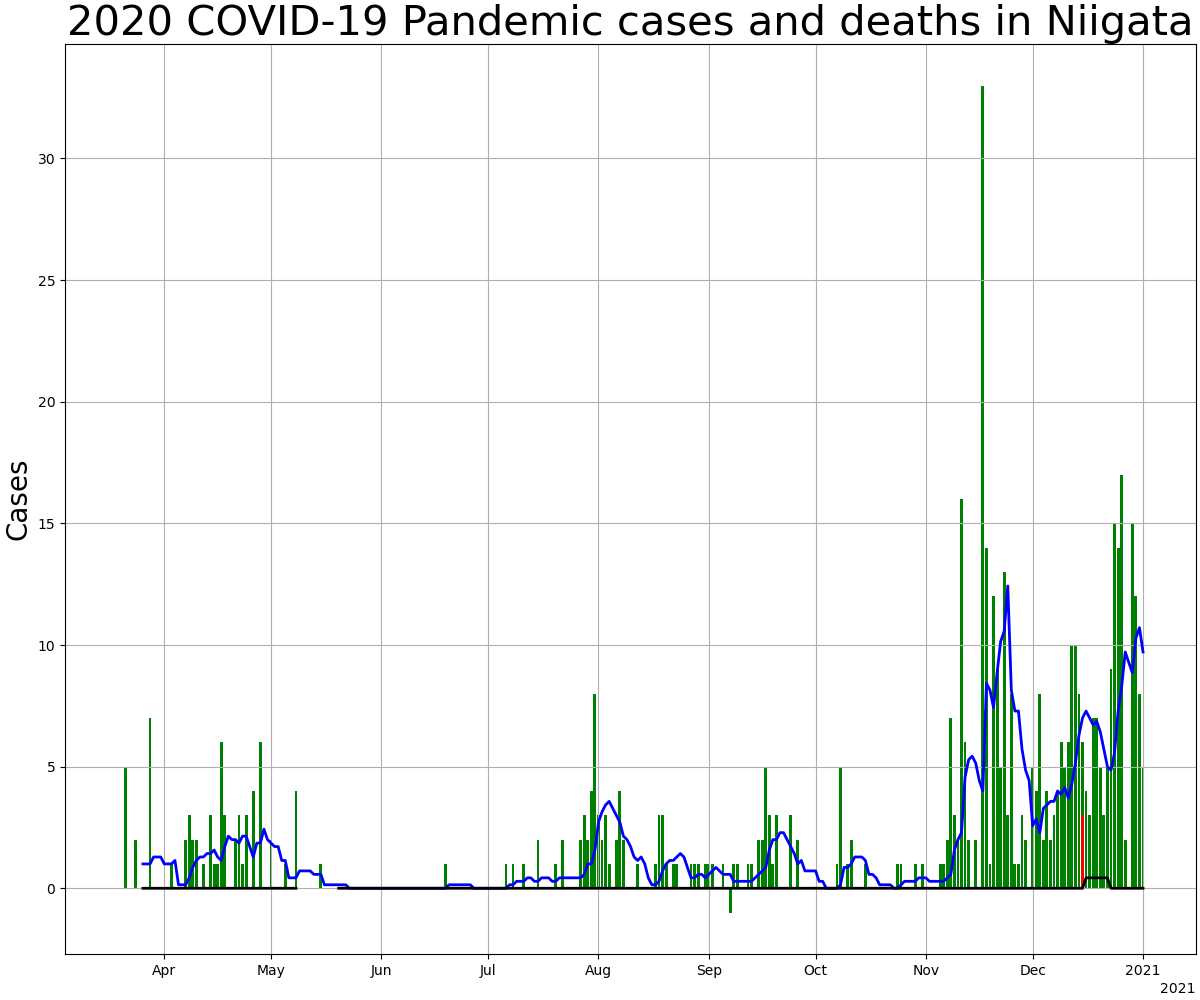 2020 COVID-19 Pandemic cases and deaths in Niigata
Cases
30
25
20
15
10
5
0
Apr May Jun Jul Aug Sep Oct Nov Dec 2021
2021